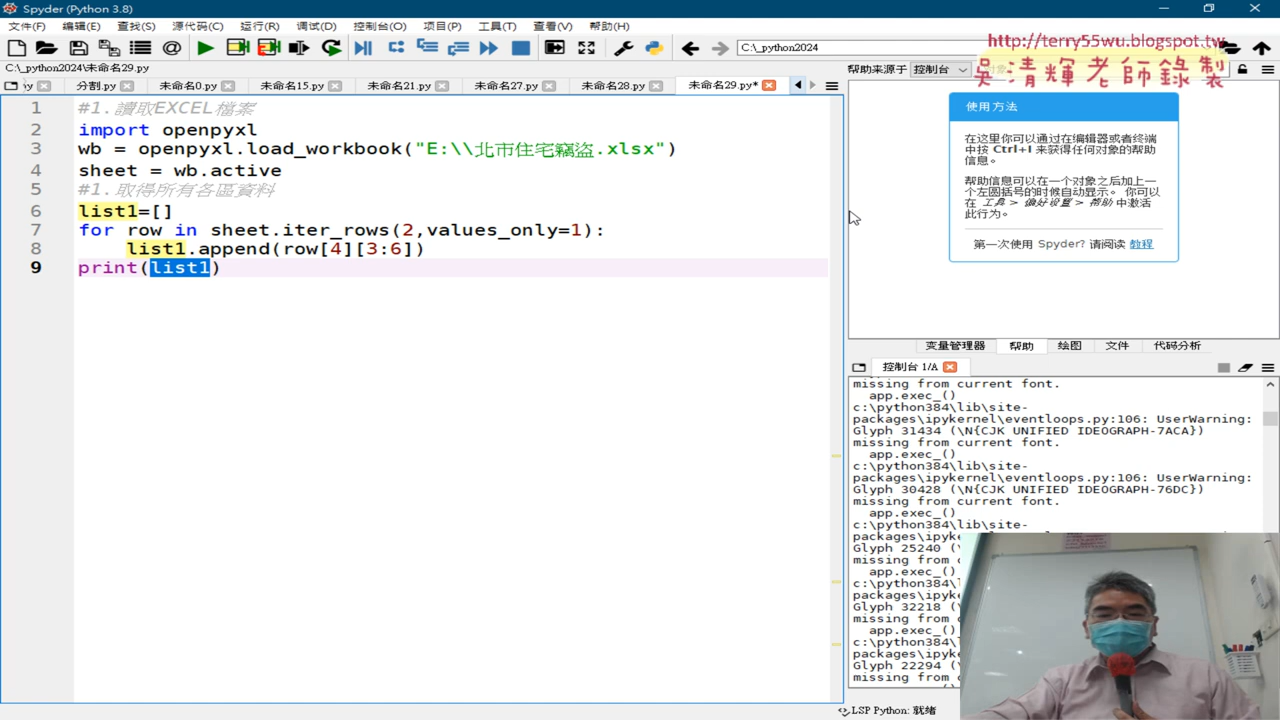 Spyder (Python 3.8)
文件(F) 编辑(E) 查找(S) 源代码(C) 运行(R) 调试(D) 控制台(O) 项目(P) 工具(T) 查看(V) 帮助(H)
C:\_python2024
http://terry55wu.blogspot.tw
吳清輝老師錄製
C:\_python2024\未命名29.py
分割.py 未命名0.py 未命名15.py 未命名21.py 未命名27.py 未命名28.py 未命名29.py*
帮助来源于 控制台
1 #1.讀取EXCEL檔案
2 import openpyxl
3 wb = openpyxl.load_workbook("E:\\北市住宅竊盜.xlsx")
4 sheet = wb.active
5 #1.取得所有各區資料
6 list1=[]
7 for row in sheet.iter_rows(2,values_only=1):
8 list1.append(row[4][3:6])
9 print(list1)
使用方法
在这里你可以通过在编辑器或者终端
中按 Ctrl+I 来获得任何对象的帮助
信息。
帮助信息可以在一个对象之后加上一
个左圆括号的时候自动显示。 你可以
在 工具 > 偏好设置 > 帮助 中激活
此行为。
第一次使用 Spyder? 请阅读 教程
变量管理器 帮助 绘图 文件 代码分析
控制台 1/A
missing from current font.
app.exec_()
c:\python384\lib\site-
packages\ipykernel\eventloops.py:106: UserWarning:
Glyph 31434 (\N{CJK UNIFIED IDEOGRAPH-7ACA})
missing from current font.
app.exec_()
c:\python384\lib\site-
packages\ipykernel\eventloops.py:106: UserWarning:
Glyph 30428 (\N{CJK UNIFIED IDEOGRAPH-76DC})
missing from current font.
app.exec_()
c:\python384\lib\site-
packages\ipyke
Glyph 25240 (
missing from
app.exec_()
c:\python384\l
packages\ipyke
Glyph 32218 (
missing from
app.exec_()
c:\python384\l
packages\ipyke
Glyph 22294 (
missing from
LSP Python: 就绪